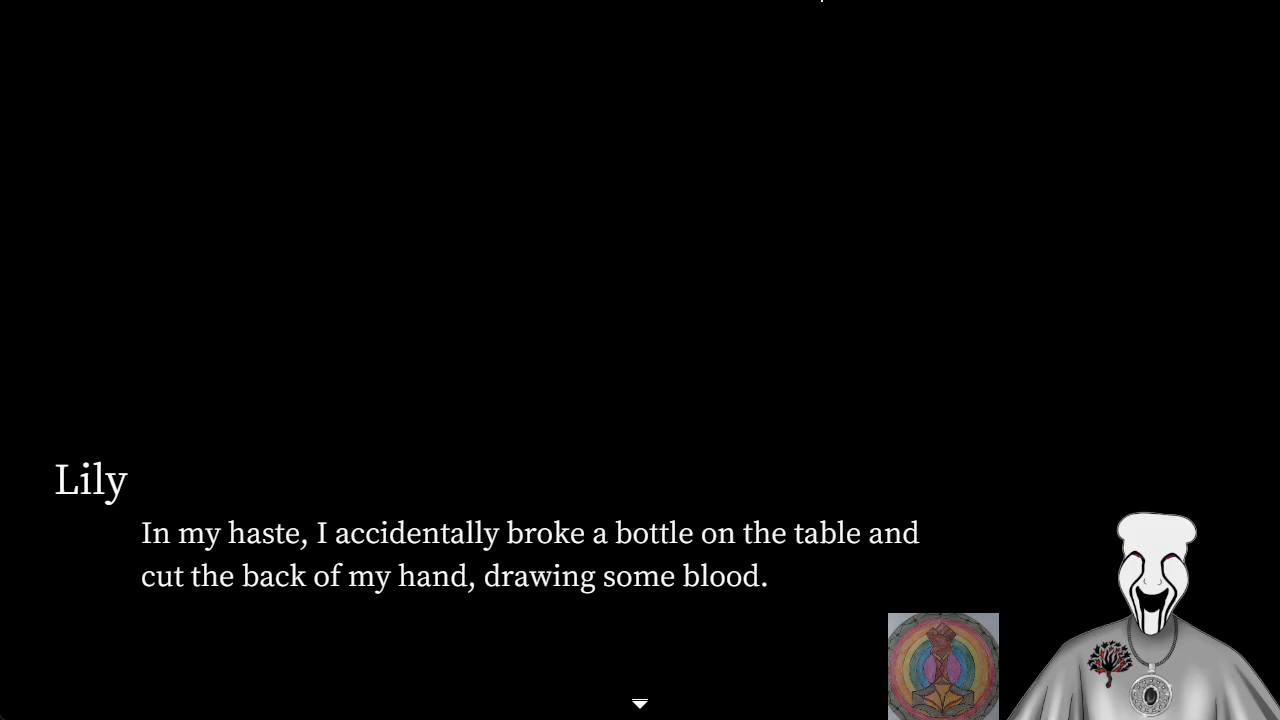 Lily
In my haste, I accidentally broke a bottle on the table and
cut the back of my hand, drawing some blood.